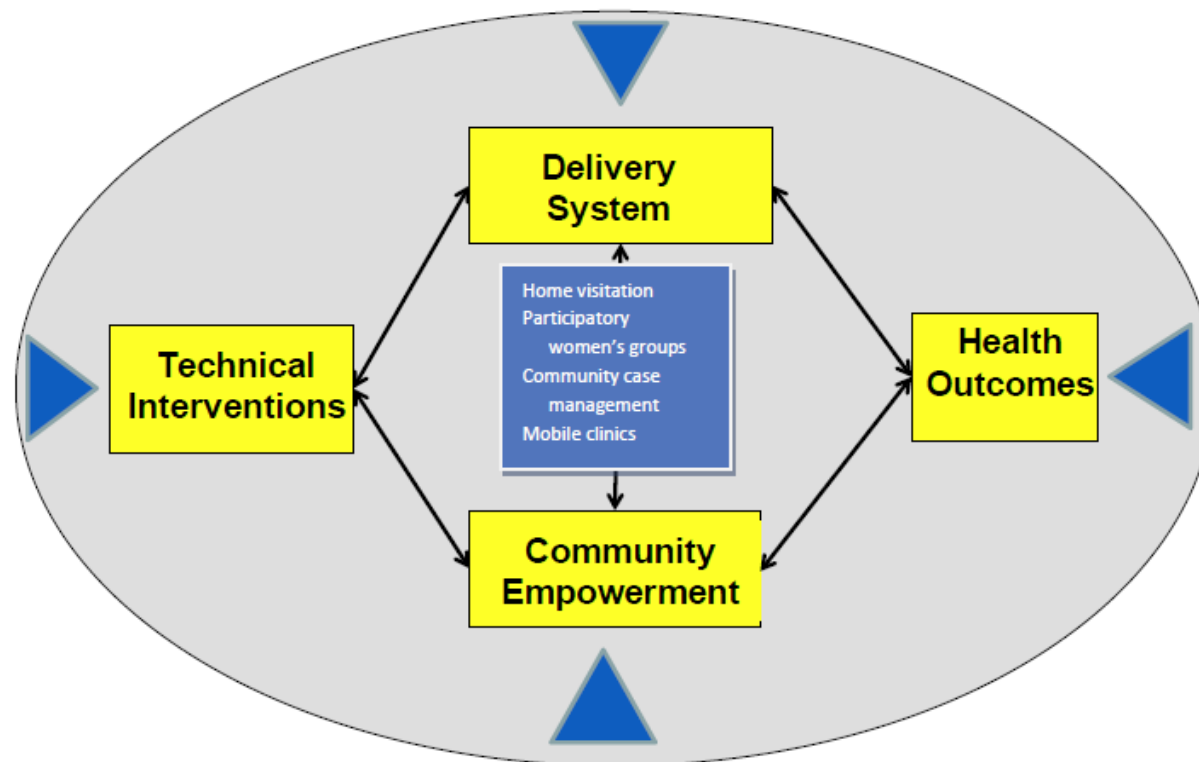 Delivery
System
Technical
Interventions
Home visitation
Participatory
women’s groups
Community case
management
Mobile clinics
Health
Outcomes
Community
Empowerment